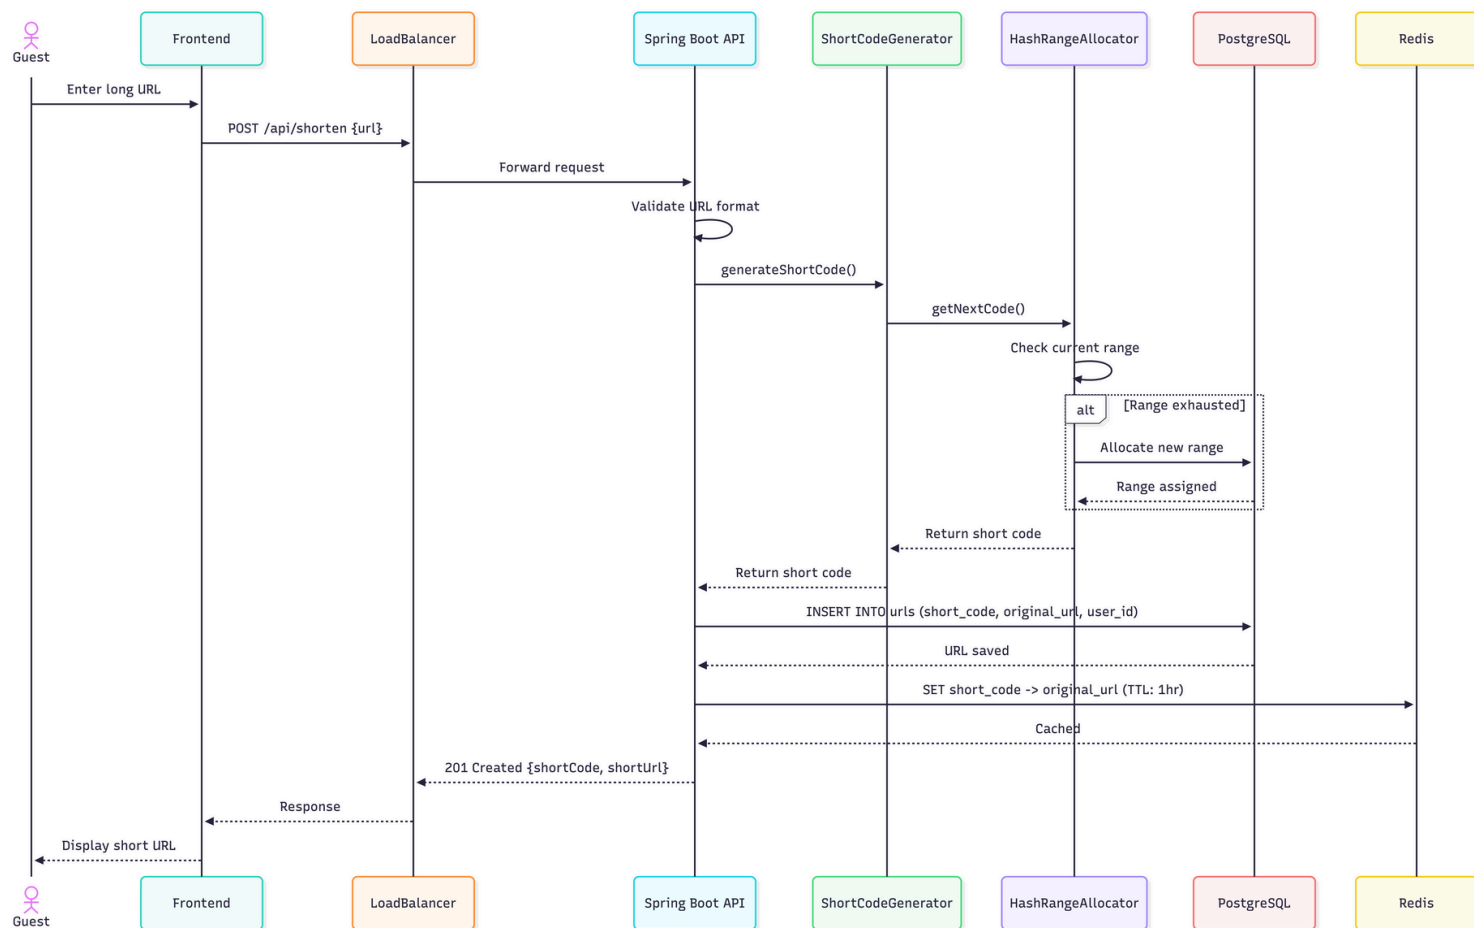 Guest
Frontend
LoadBalancer
Spring Boot API
ShortCodeGenerator
HashRangeAllocator
PostgreSQL
Redis
Enter long URL
POST /api/shorten {url}
Forward request
Validate URL format
generateShortCode()
getNextCode()
Check current range
alt
[Range exhausted]
Allocate new range
Range assigned
Return short code
Return short code
INSERT INTO urls (short_code, original_url, user_id)
URL saved
SET short_code -> original_url (TTL: 1hr)
Cached
201 Created {shortCode, shortUrl}
Response
Display short URL
Guest
Frontend
LoadBalancer
Spring Boot API
ShortCodeGenerator
HashRangeAllocator
PostgreSQL
Redis